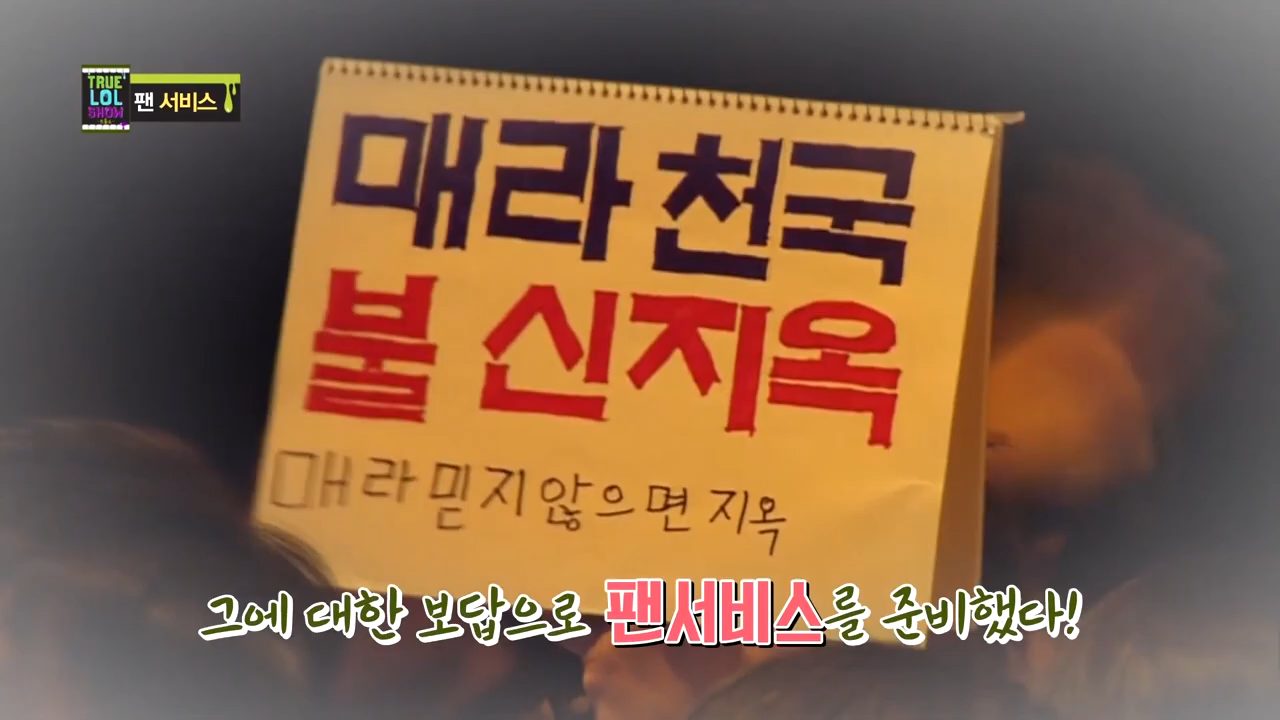 TRUE
LOL
SHOW
팬 서비스
매라천국
불신지옥
매라 믿지 않으면 지옥
그에 대한 보답으로 팬서비스를 준비했다!